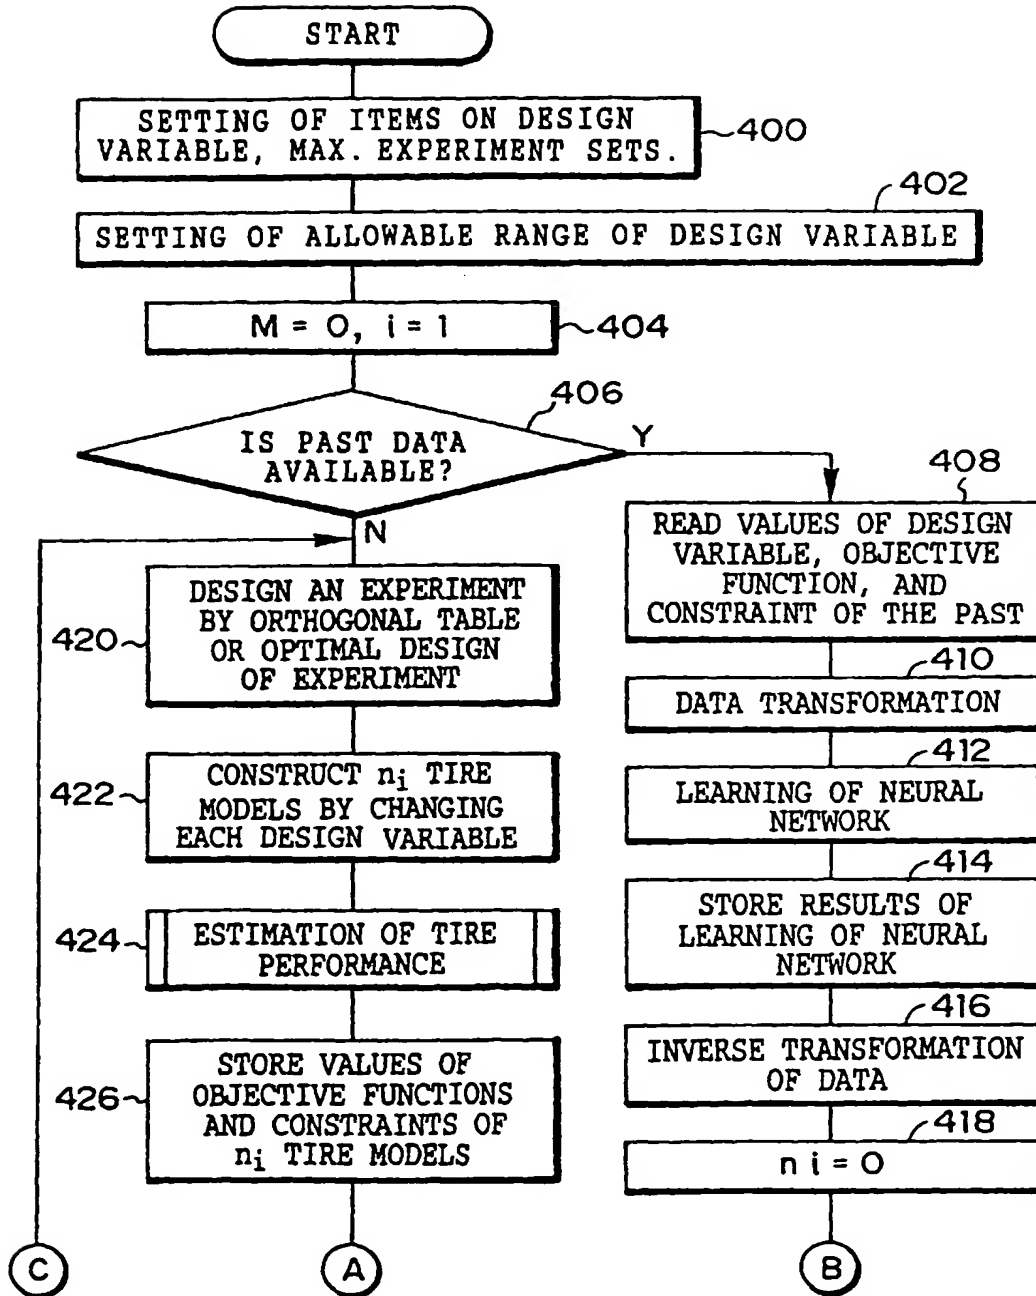 START
SETTING OF ITEMS ON DESIGN
VARIABLE, MAX. EXPERIMENT SETS.
400
402
SETTING OF ALLOWABLE RANGE OF DESIGN VARIABLE
M = 0, i = 1
404
406
IS PAST DATA
AVAILABLE?
Y
N
408
READ VALUES OF DESIGN
VARIABLE, OBJECTIVE
FUNCTION, AND
CONSTRAINT OF THE PAST
410
DATA TRANSFORMATION
412
LEARNING OF NEURAL
NETWORK
414
STORE RESULTS OF
LEARNING OF NEURAL
NETWORK
416
INVERSE TRANSFORMATION
OF DATA
418
n i = 0
B
420
DESIGN AN EXPERIMENT
BY ORTHOGONAL TABLE
OR OPTIMAL DESIGN
OF EXPERIMENT
422
CONSTRUCT ni TIRE
MODELS BY CHANGING
EACH DESIGN VARIABLE
424
ESTIMATION OF TIRE
PERFORMANCE
426
STORE VALUES OF
OBJECTIVE FUNCTIONS
AND CONSTRAINTS OF
ni TIRE MODELS
C
A